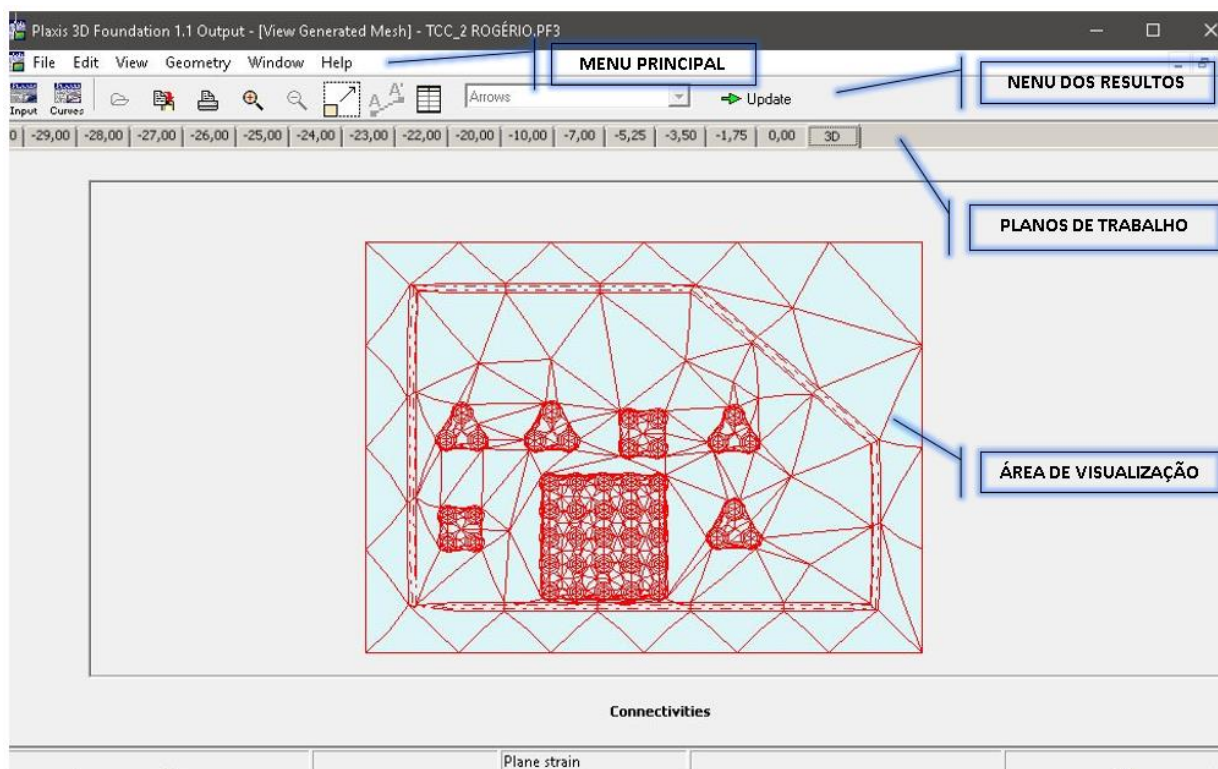 Plaxis 3D Foundation 1.1 Output - [View Generated Mesh] - TCC_2 ROGÉRIO.PF3
File Edit View Geometry Window Help
MENU PRINCIPAL
NENU DOS RESULTOS
Input Curves
Arrows
Update
0 -29,00 -28,00 -27,00 -26,00 -25,00 -24,00 -23,00 -22,00 -20,00 -10,00 -7,00 -5,25 -3,50 -1,75 0,00 3D
PLANOS DE TRABALHO
ÁREA DE VISUALIZAÇÃO
Connectivities
Plane strain